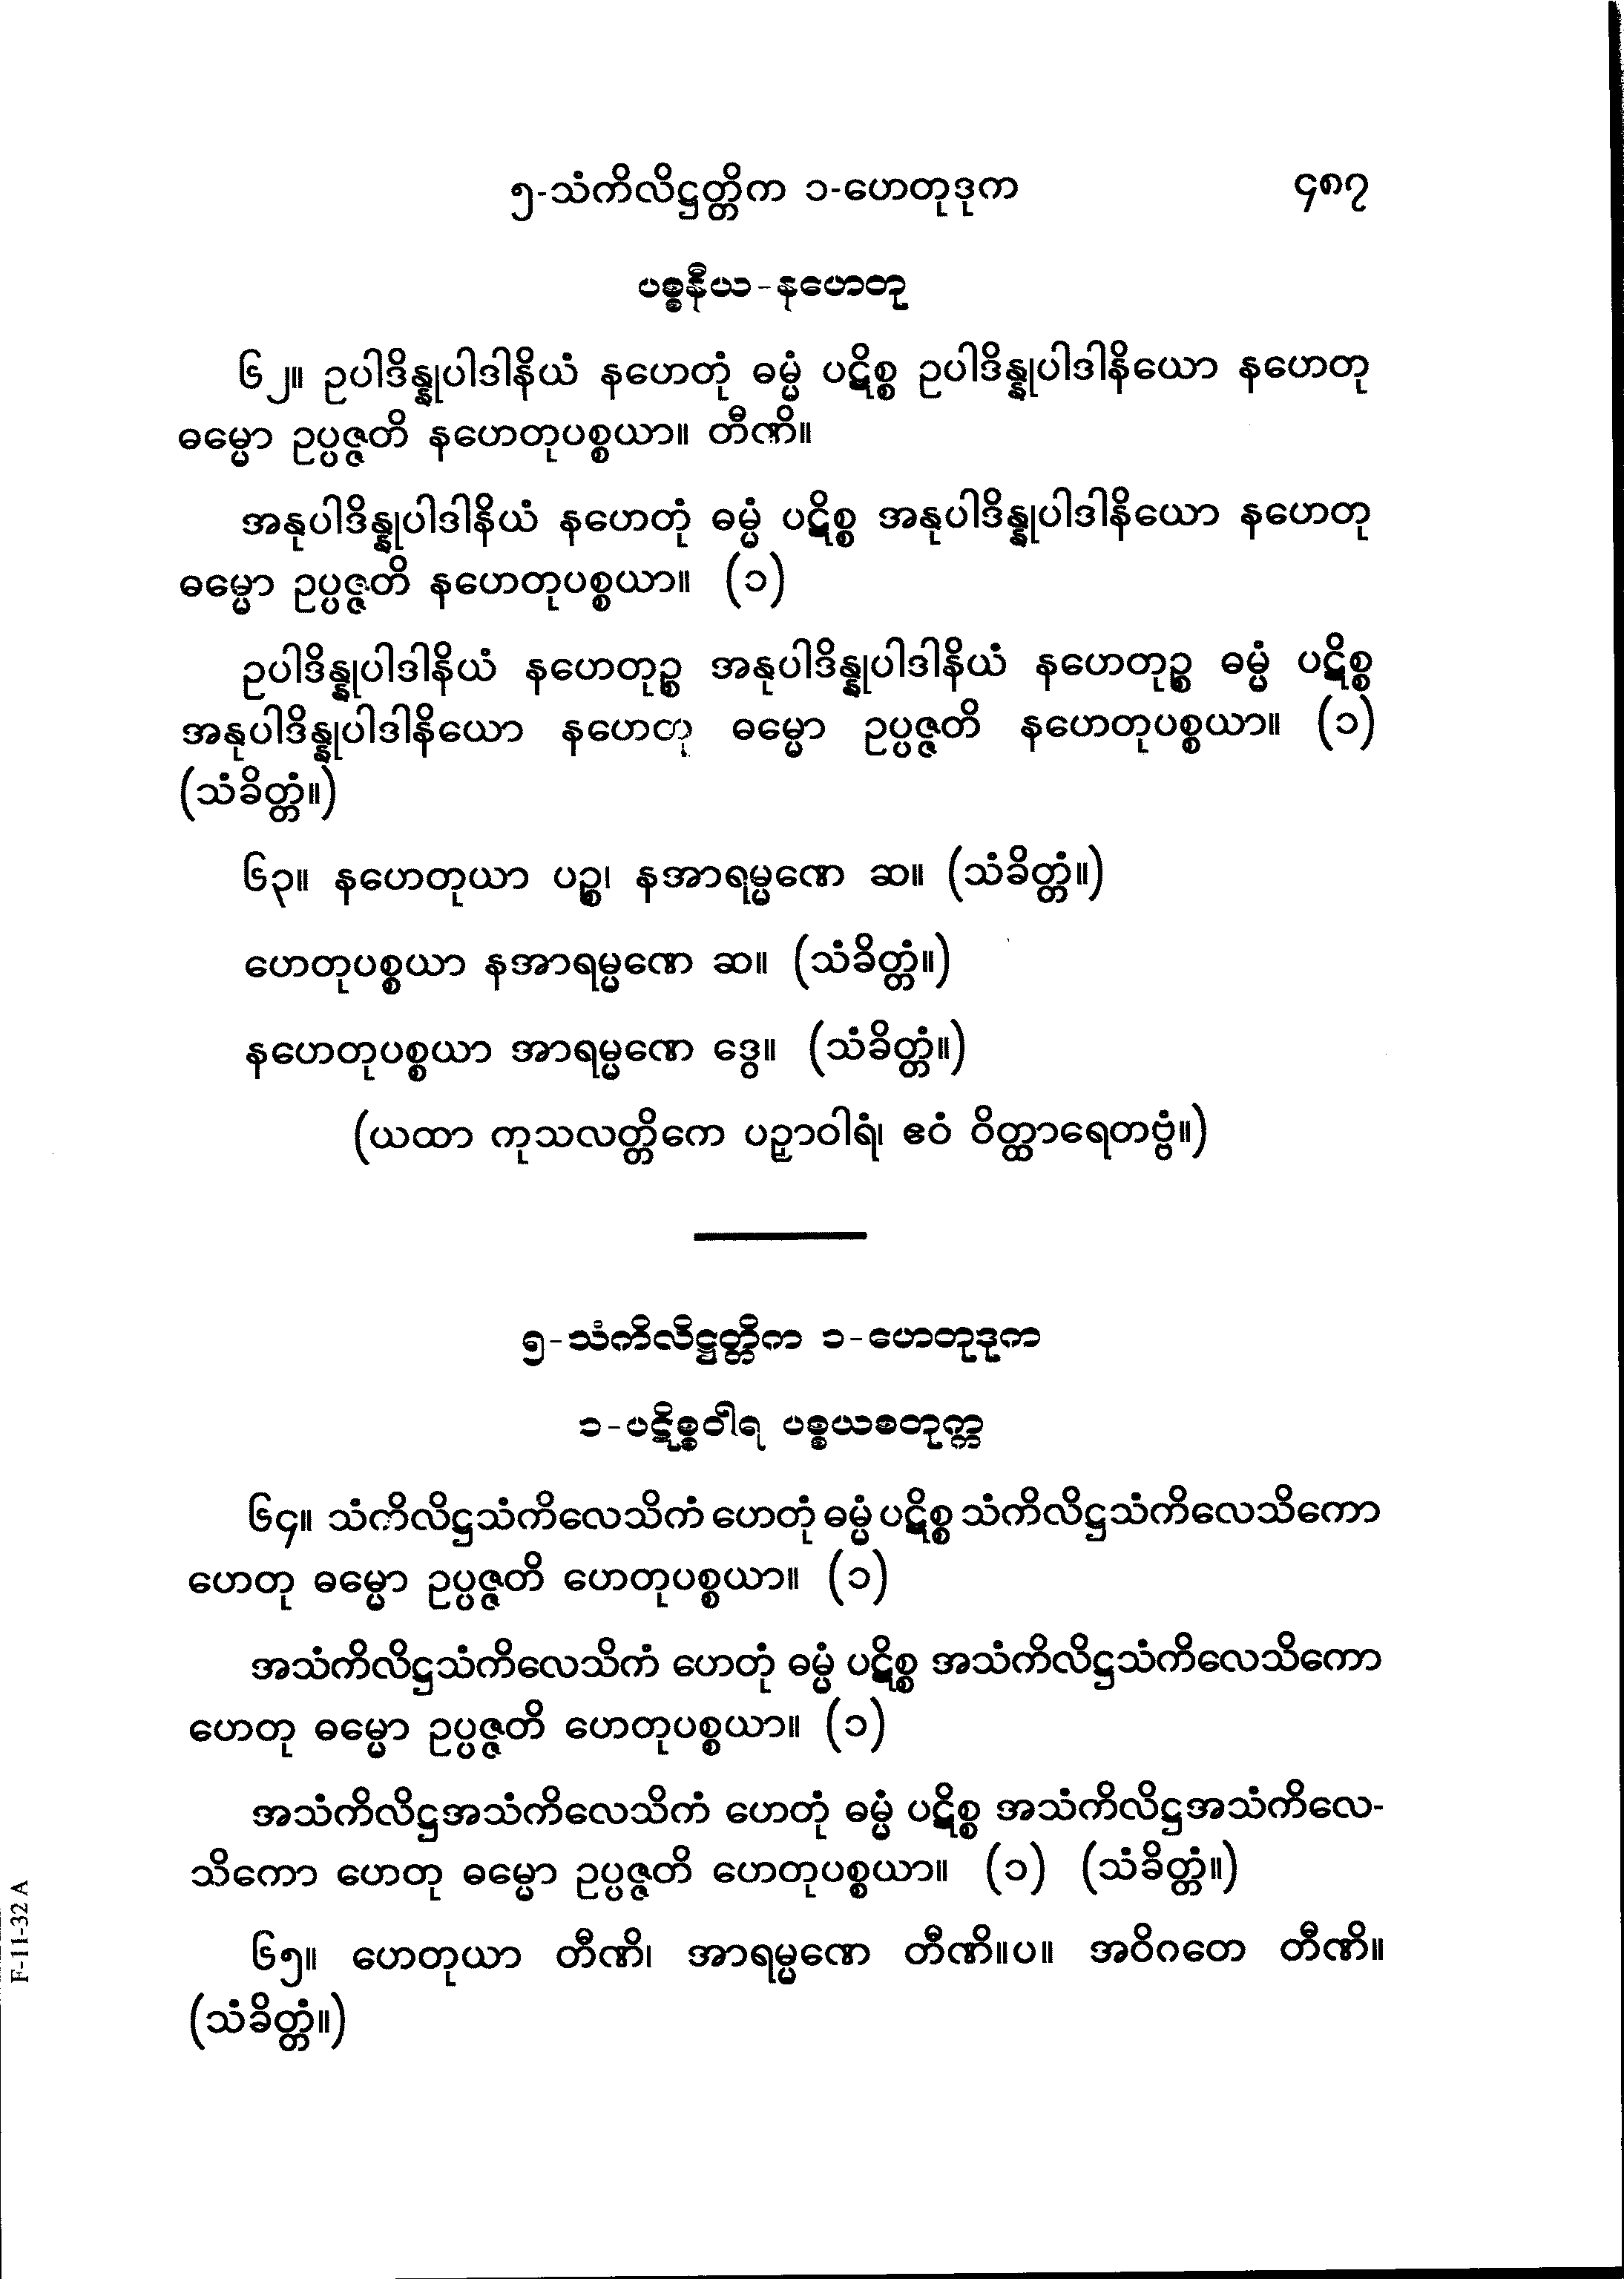 ၅-သံကိလိဋ္ဌတ္တိက ၁-ဟေတုဒုက ၄၈၇
ပစ္စနီယ-နဟေတု
၆၂။ ဥပါဒိန္နုပါဒါနိယံ နဟေတုံ ဓမ္မံ ပဋိစ္စ ဥပါဒိန္နုပါဒါနိယော နဟေတု
ဓမ္မော ဥပ္ပဇ္ဇတိ နဟေတုပစ္စယာ။ တီဏိ။
အနုပါဒိန္နုပါဒါနိယံ နဟေတုံ ဓမ္မံ ပဋိစ္စ အနုပါဒိန္နုပါဒါနိယော နဟေတု
ဓမ္မော ဥပ္ပဇ္ဇတိ နဟေတုပစ္စယာ။ (၁)
ဥပါဒိန္နုပါဒါနိယံ နဟေတုဉ္စ အနုပါဒိန္နုပါဒါနိယံ နဟေတုဉ္စ ဓမ္မံ ပဋိစ္စ
အနုပါဒိန္နုပါဒါနိယော နဟေတု ဓမ္မော ဥပ္ပဇ္ဇတိ နဟေတုပစ္စယာ။ (၁)
(သံခိတ္တံ။)
၆၃။ နဟေတုယာ ပဉ္စ၊ နအာရမ္မဏေ ဆ။ (သံခိတ္တံ။)
ဟေတုပစ္စယာ နအာရမ္မဏေ ဆ။ (သံခိတ္တံ။)
နဟေတုပစ္စယာ အာရမ္မဏေ ဒွေ။ (သံခိတ္တံ။)
(ယထာ ကုသလတ္တိကေ ပဉှာဝါရံ၊ ဧဝံ ဝိတ္ထာရေတဗ္ဗံ။)
၅-သံကိလိဋ္ဌတ္တိက ၁-ဟေတုဒုက
၁-ပဋိစ္စဝါရ ပစ္စယစတုက္က
၆၄။ သံကိလိဋ္ဌသံကိလေသိကံ ဟေတုံ ဓမ္မံ ပဋိစ္စ သံကိလိဋ္ဌသံကိလေသိကော
ဟေတု ဓမ္မော ဥပ္ပဇ္ဇတိ ဟေတုပစ္စယာ။ (၁)
အသံကိလိဋ္ဌသံကိလေသိကံ ဟေတုံ ဓမ္မံ ပဋိစ္စ အသံကိလိဋ္ဌသံကိလေသိကော
ဟေတု ဓမ္မော ဥပ္ပဇ္ဇတိ ဟေတုပစ္စယာ။ (၁)
အသံကိလိဋ္ဌအသံကိလေသိကံ ဟေတုံ ဓမ္မံ ပဋိစ္စ အသံကိလိဋ္ဌအသံကိလေ-
သိကော ဟေတု ဓမ္မော ဥပ္ပဇ္ဇတိ ဟေတုပစ္စယာ။ (၁) (သံခိတ္တံ။)
၆၅။ ဟေတုယာ တီဏိ၊ အာရမ္မဏေ တီဏိ။ပ။ အဝိဂတေ တီဏိ။
(သံခိတ္တံ။)
F-11-32 A